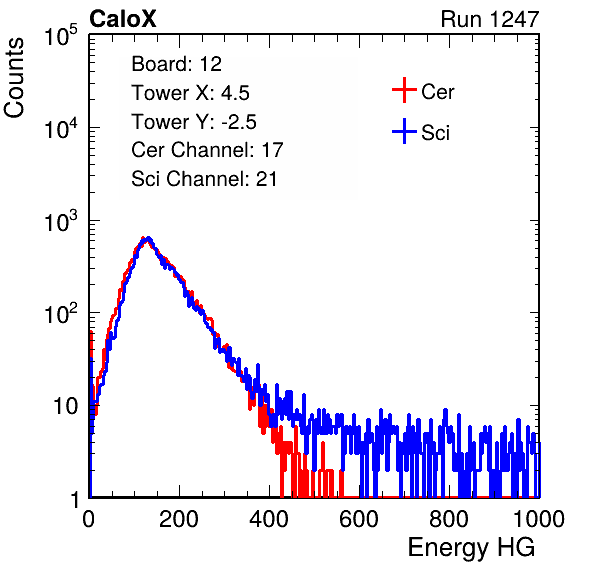 CaloX Run 1247
Counts
10^5
10^4
10^3
10^2
10
1
Board: 12
Tower X: 4.5
Tower Y: -2.5
Cer Channel: 17
Sci Channel: 21
Cer
Sci
0 200 400 600 800 1000
Energy HG